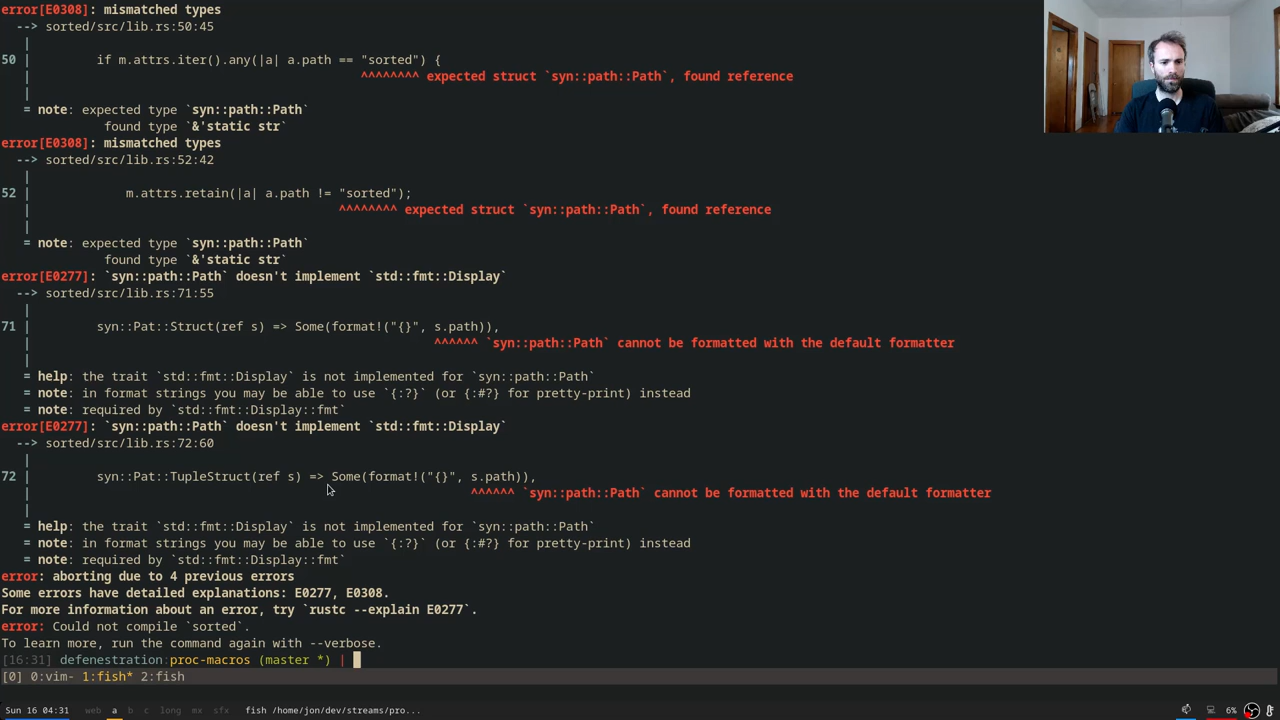 error[E0308]: mismatched types
--> sorted/src/lib.rs:50:45
|
50 | if m.attrs.iter().any(|a| a.path == "sorted") {
| ^^^^^^^^ expected struct `syn::path::Path`, found reference
|
= note: expected type `syn::path::Path`
found type `&'static str`
error[E0308]: mismatched types
--> sorted/src/lib.rs:52:42
|
52 | m.attrs.retain(|a| a.path != "sorted");
| ^^^^^^^^ expected struct `syn::path::Path`, found reference
|
= note: expected type `syn::path::Path`
found type `&'static str`
error[E0277]: `syn::path::Path` doesn't implement `std::fmt::Display`
--> sorted/src/lib.rs:71:55
|
71 | syn::Pat::Struct(ref s) => Some(format!("{}", s.path)),
| ^^^^^^ `syn::path::Path` cannot be formatted with the default formatter
|
= help: the trait `std::fmt::Display` is not implemented for `syn::path::Path`
= note: in format strings you may be able to use `{:?}` (or {:#?} for pretty-print) instead
= note: required by `std::fmt::Display::fmt`
error[E0277]: `syn::path::Path` doesn't implement `std::fmt::Display`
--> sorted/src/lib.rs:72:60
|
72 | syn::Pat::TupleStruct(ref s) => Some(format!("{}", s.path)),
| ^^^^^^ `syn::path::Path` cannot be formatted with the default formatter
|
= help: the trait `std::fmt::Display` is not implemented for `syn::path::Path`
= note: in format strings you may be able to use `{:?}` (or {:#?} for pretty-print) instead
= note: required by `std::fmt::Display::fmt`
error: aborting due to 4 previous errors
Some errors have detailed explanations: E0277, E0308.
For more information about an error, try `rustc --explain E0277`.
error: Could not compile `sorted`.
To learn more, run the command again with --verbose.
[16:31] defenestration:proc-macros (master *) |
[0] 0:vim- 1:fish* 2:fish
Sun 16 04:31 web a b c long mx sfx fish /home/jon/dev/streams/pro... 6%